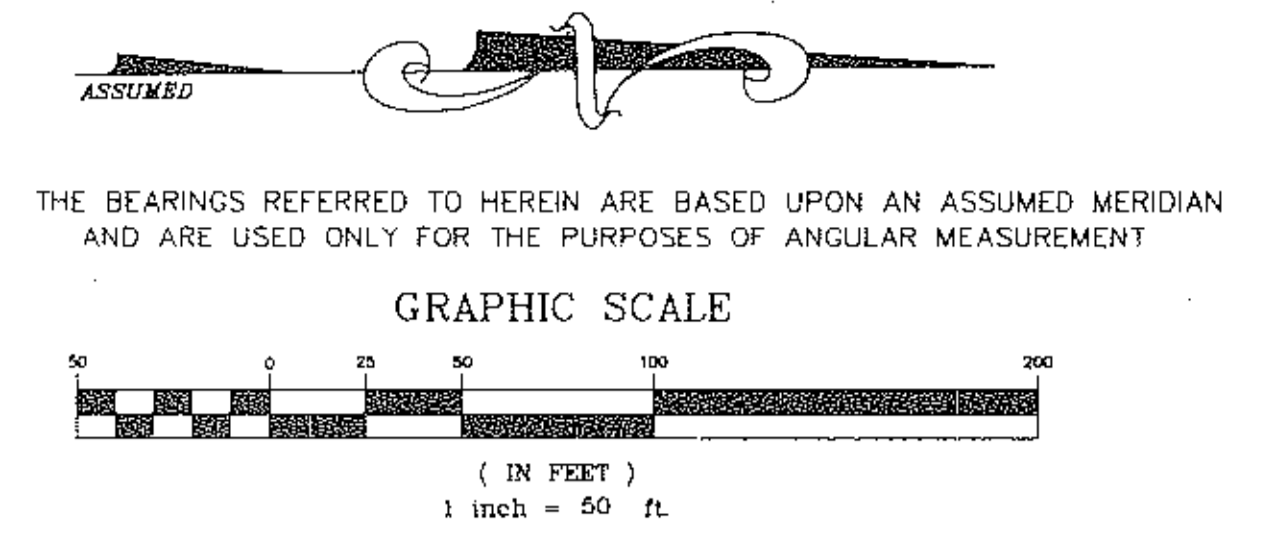 ASSUMED
N
THE BEARINGS REFERRED TO HEREIN ARE BASED UPON AN ASSUMED MERIDIAN
AND ARE USED ONLY FOR THE PURPOSES OF ANGULAR MEASUREMENT
GRAPHIC SCALE
50 0 25 50 100 200
( IN FEET )
1 inch = 50 ft.